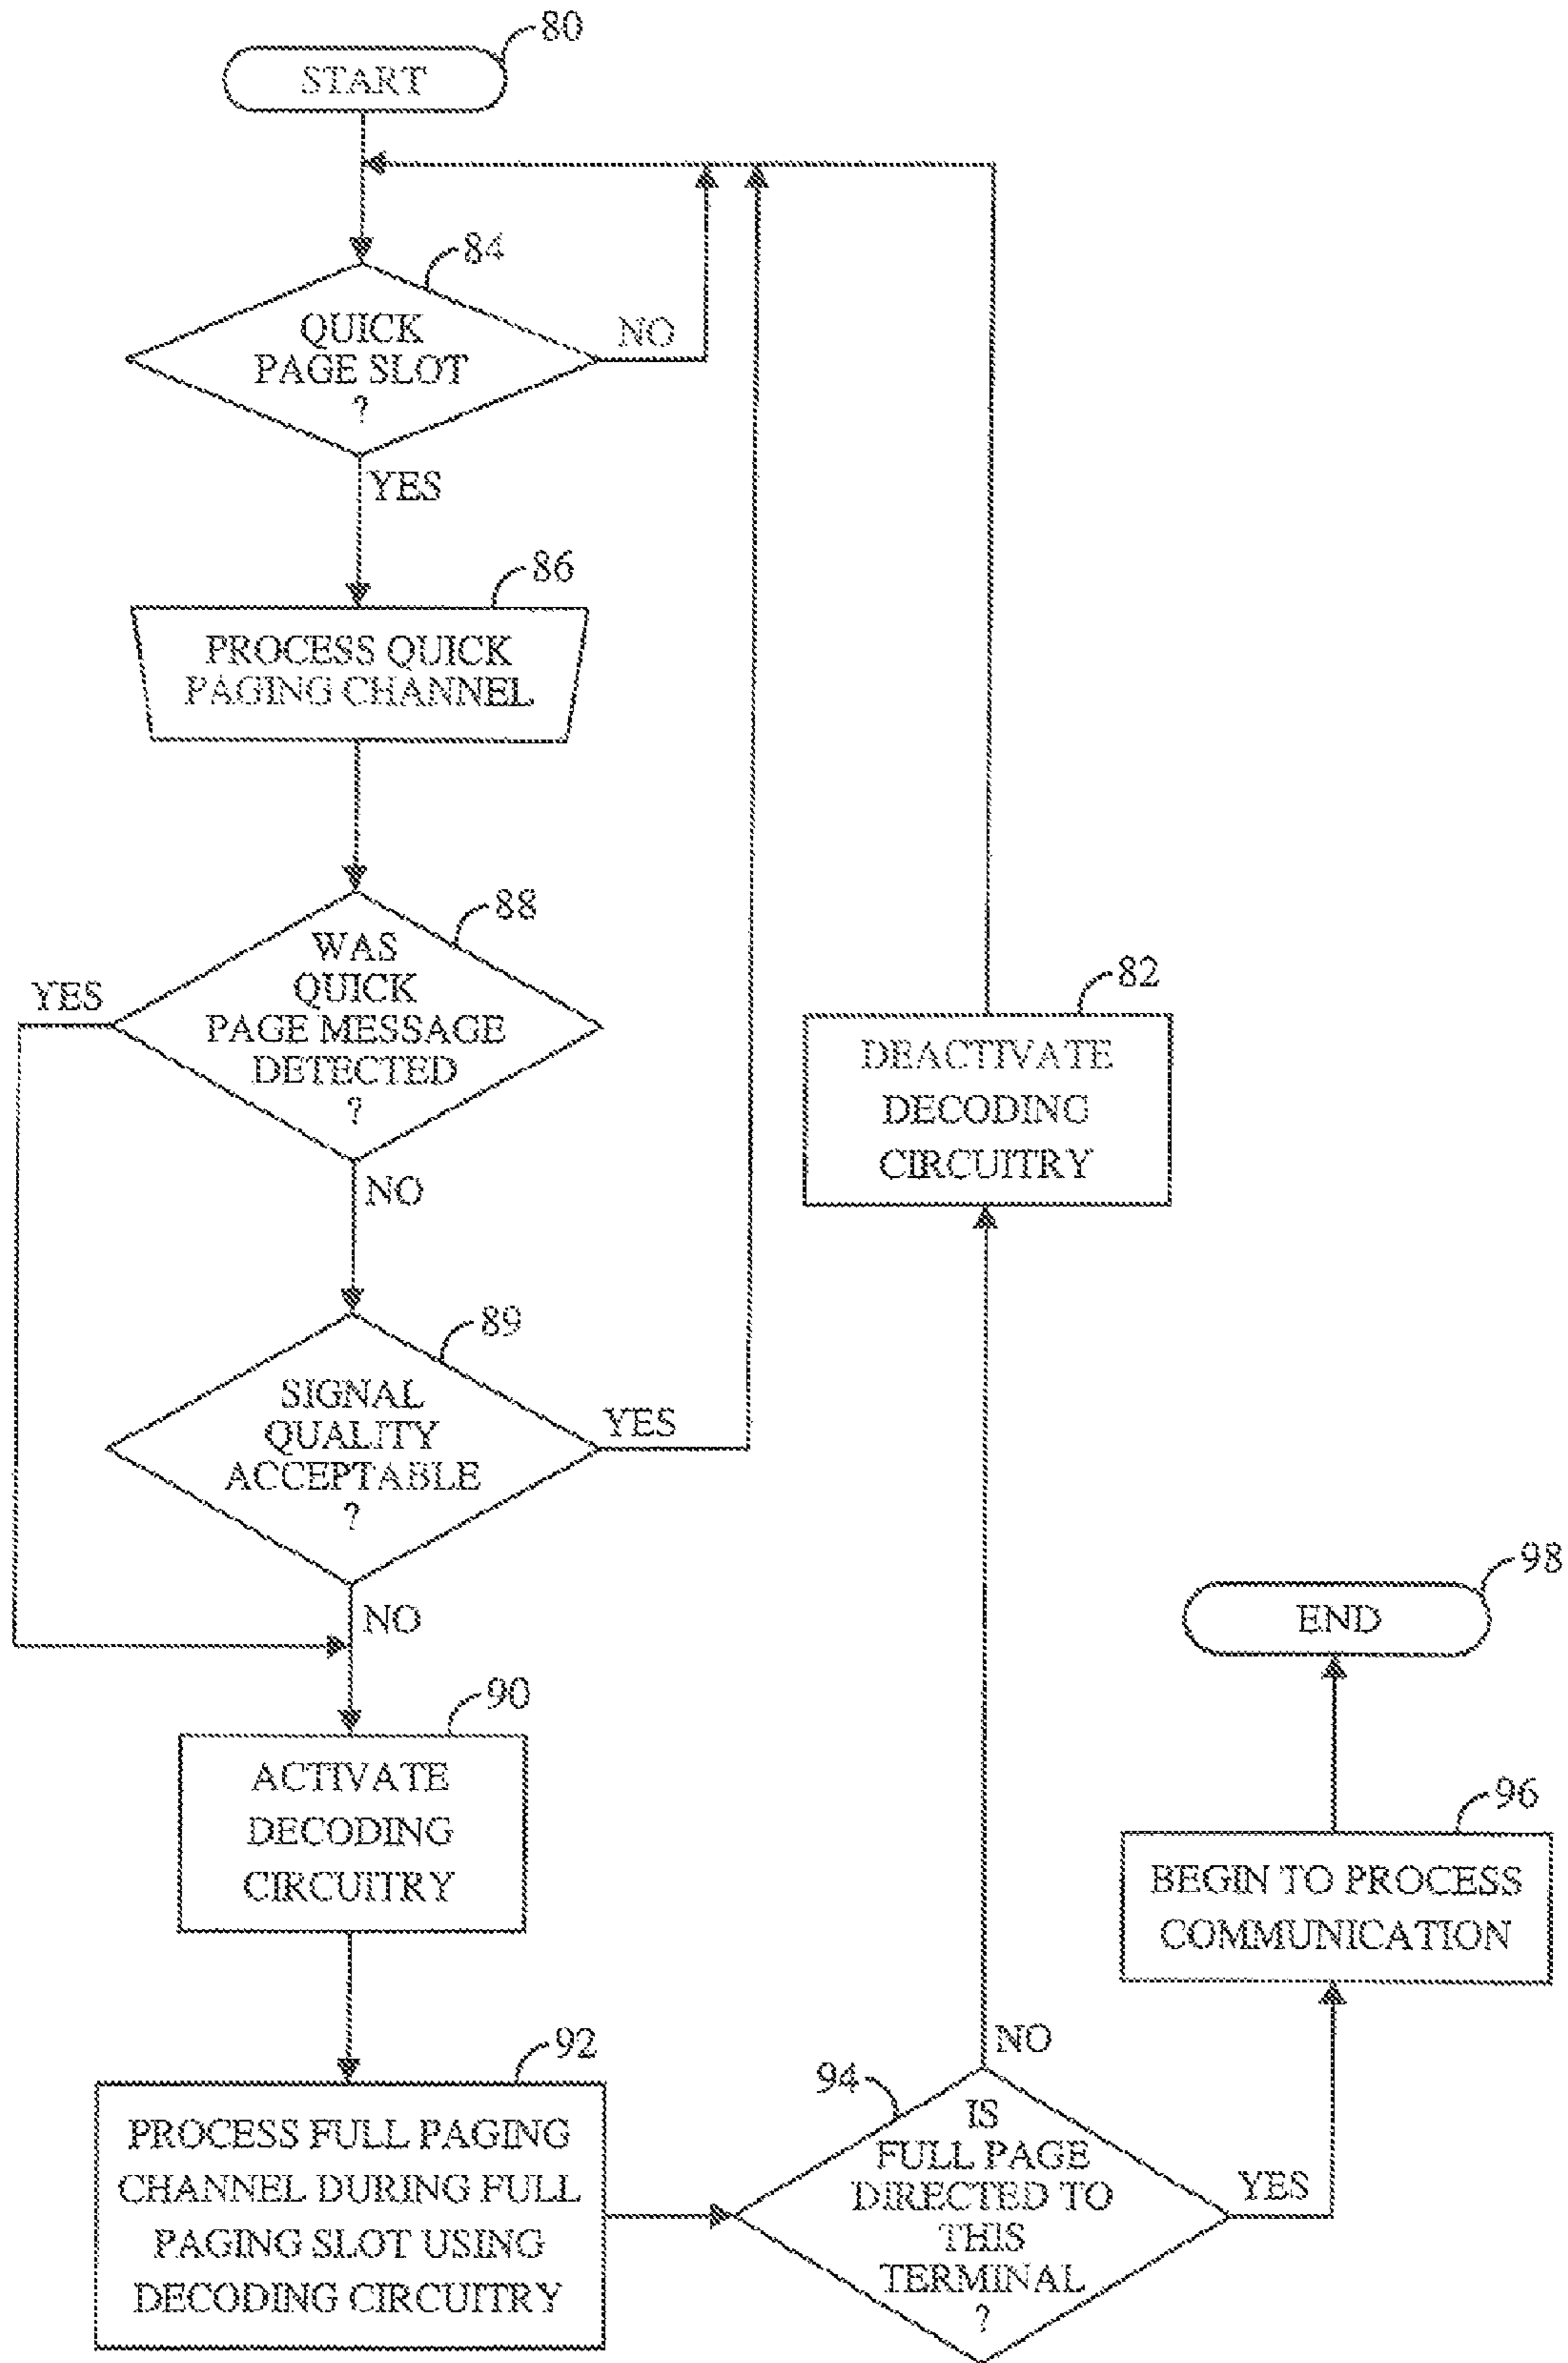 80
START
84
QUICK
PAGE SLOT
?
NO
YES
86
PROCESS QUICK
PAGING CHANNEL
88
WAS
QUICK
PAGE MESSAGE
DETECTED
?
YES
NO
82
DEACTIVATE
DECODING
CIRCUITRY
89
SIGNAL
QUALITY
ACCEPTABLE
?
YES
NO
90
ACTIVATE
DECODING
CIRCUITRY
92
PROCESS FULL PAGING
CHANNEL DURING FULL
PAGING SLOT USING
DECODING CIRCUITRY
94
IS
FULL PAGE
DIRECTED TO
THIS
TERMINAL
?
NO
YES
96
BEGIN TO PROCESS
COMMUNICATION
98
END